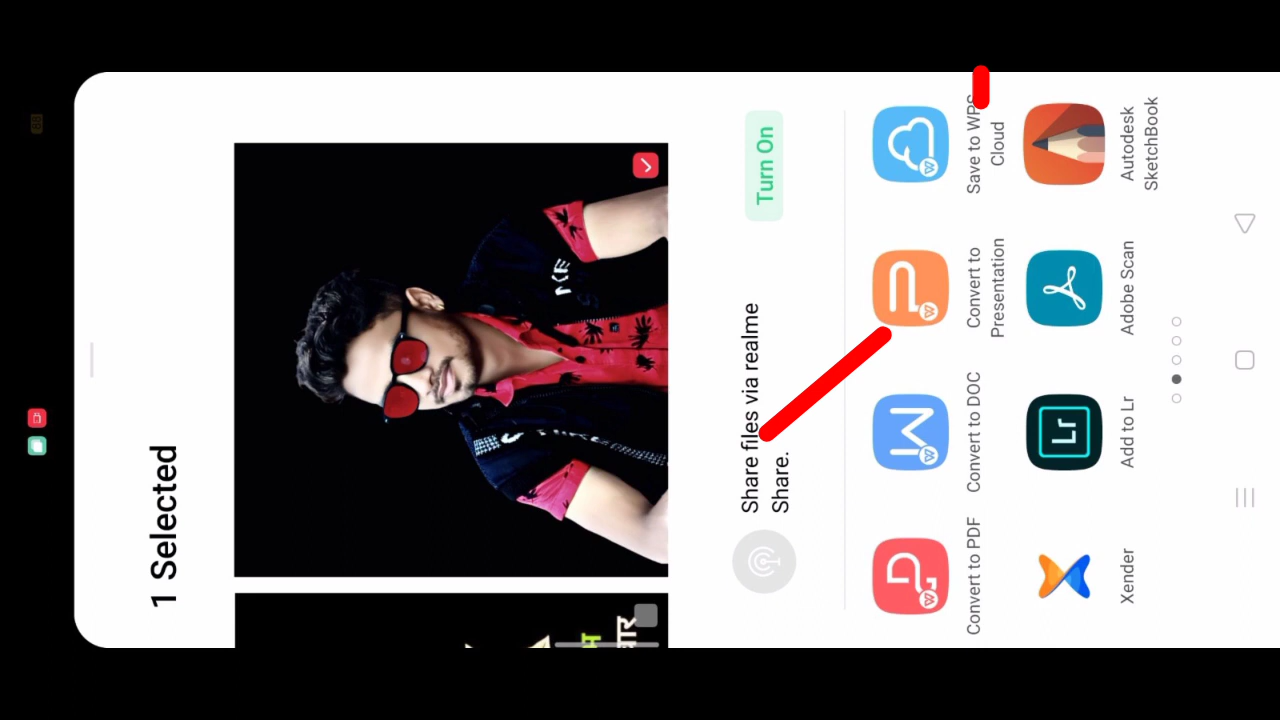 1 Selected
Share files via realme
Share.
Turn On
Convert to PDF
Convert to DOC
Convert to
Presentation
Save to WPS
Cloud
Lr
Xender
Add to Lr
Adobe Scan
Autodesk
SketchBook